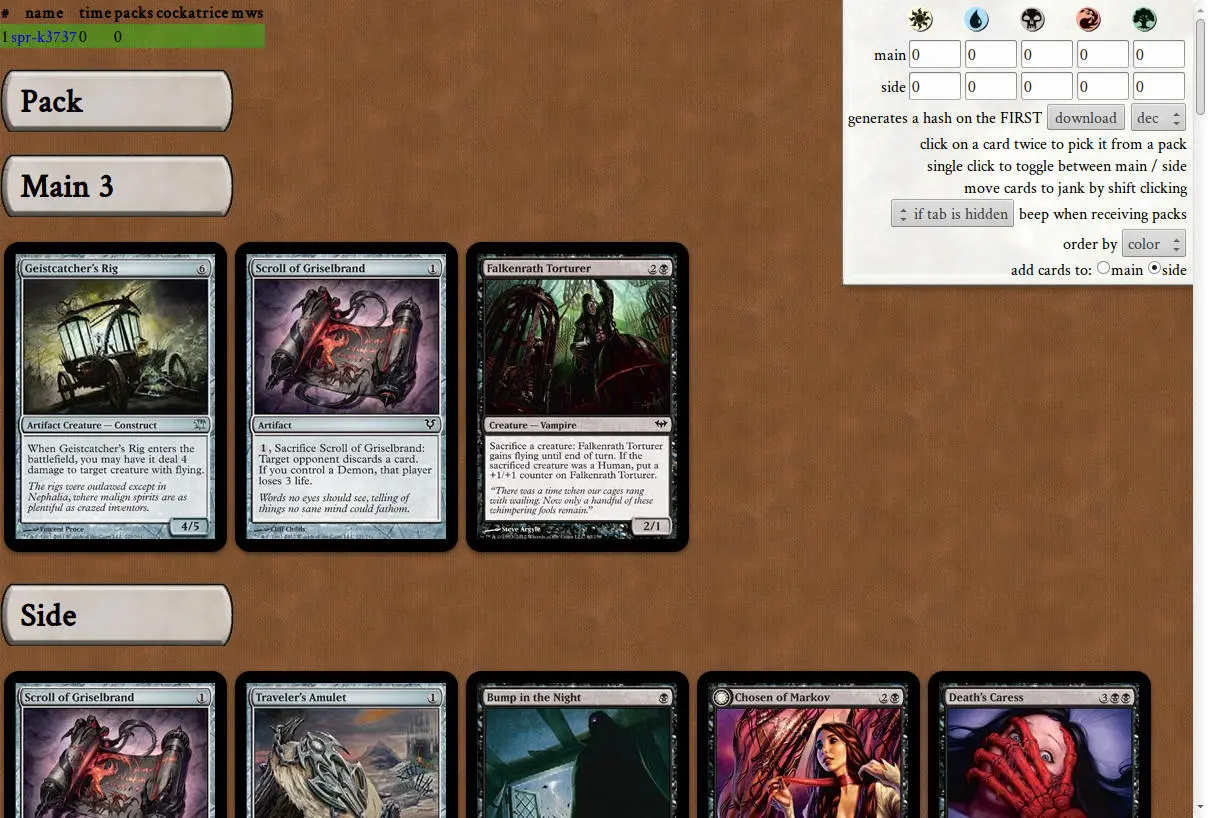 # name time packs cockatrice mws
1 spr-k3737 0 0
Pack
Main 3
main 0 0 0 0 0
side 0 0 0 0 0
generates a hash on the FIRST download dec
click on a card twice to pick it from a pack
single click to toggle between main / side
move cards to jank by shift clicking
if tab is hidden beep when receiving packs
order by color
add cards to: main side
Geistcatcher's Rig 6
Artifact Creature — Construct
When Geistcatcher's Rig enters the
battlefield, you may have it deal 4
damage to target creature with flying.
The rigs were outlawed except in
Nephalia, where malign spirits are as
plentiful as crazed inventors.
Vincent Proce
4/5
Scroll of Griselbrand 1
Artifact
1, Sacrifice Scroll of Griselbrand:
Target opponent discards a card.
If you control a Demon, that player
loses 3 life.
Words no eyes should see, telling of
things no sane mind could fathom.
Cliff Childs
Falkenrath Torturer 2
Creature — Vampire
Sacrifice a creature: Falkenrath Torturer
gains flying until end of turn. If the
sacrificed creature was a Human, put a
+1/+1 counter on Falkenrath Torturer.
"There was a time when our cages rang
with wailing. Now only a handful of these
whimpering fools remain."
Steve Argyle
2/1
Side
Scroll of Griselbrand 1
Traveler's Amulet 1
Bump in the Night
Chosen of Markov 2
Death's Caress 3